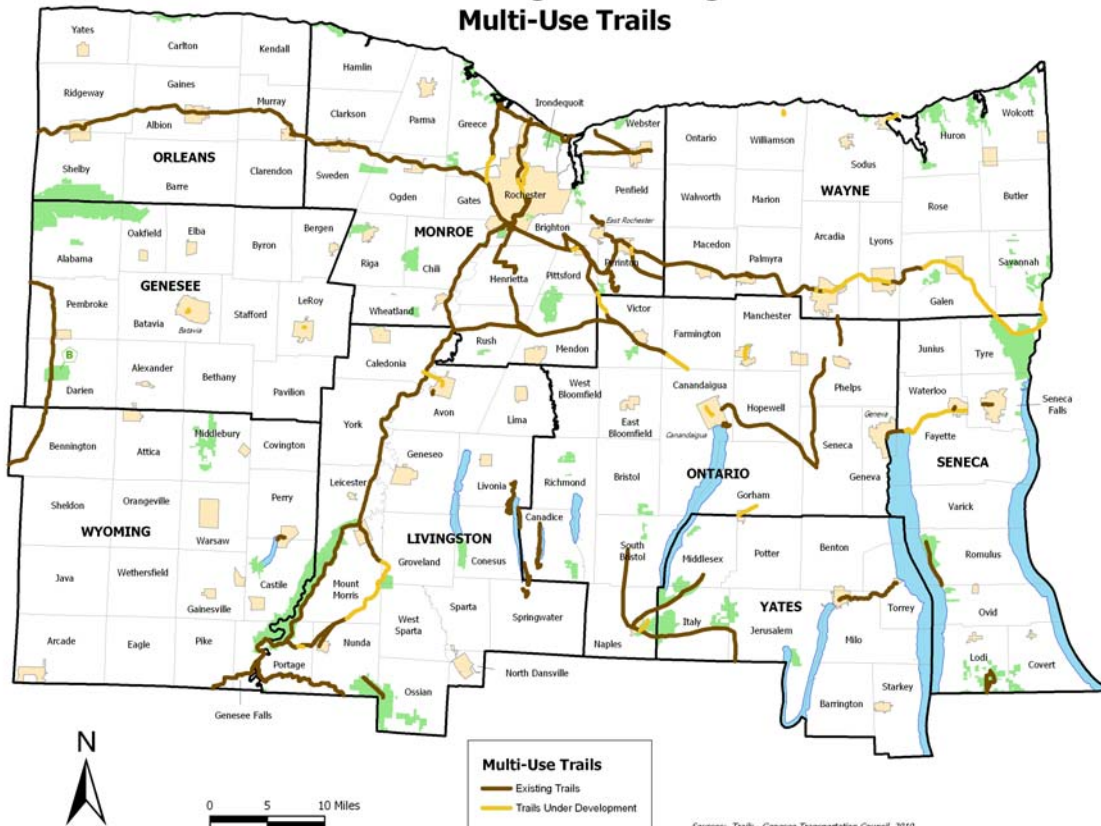 Multi-Use Trails
Yates
Carlton
Kendall
Hamlin
Ridgeway
Gaines
Murray
Clarkson
Parma
Greece
Irondequoit
Webster
Ontario
Williamson
Sodus
Huron
Wolcott
Albion
ORLEANS
Shelby
Barre
Clarendon
Sweden
Ogden
Gates
Rochester
Penfield
Walworth
Marion
WAYNE
Rose
Butler
East Rochester
Brighton
MONROE
Oakfield
Elba
Byron
Bergen
Riga
Chili
Henrietta
Pittsford
Perinton
Macedon
Palmyra
Arcadia
Lyons
Savannah
Galen
Alabama
GENESEE
Pembroke
Batavia
Batavia
Stafford
LeRoy
Wheatland
Rush
Mendon
Victor
Farmington
Manchester
Junius
Tyre
B
Darien
Alexander
Bethany
Pavilion
Caledonia
Avon
Lima
West
Bloomfield
East
Bloomfield
Canandaigua
Canandaigua
Hopewell
Phelps
Geneva
Seneca
Geneva
Waterloo
Seneca
Falls
Fayette
SENECA
Bennington
Attica
Middlebury
Covington
York
Geneseo
Livonia
Richmond
Bristol
ONTARIO
Gorham
Varick
Sheldon
Orangeville
Perry
Leicester
WYOMING
Warsaw
LIVINGSTON
Groveland
Conesus
Canadice
South
Bristol
Middlesex
Potter
Benton
Romulus
Java
Wethersfield
Gainesville
Castile
Mount
Morris
Sparta
Springwater
Naples
Italy
YATES
Jerusalem
Milo
Torrey
Ovid
Arcade
Eagle
Pike
Portage
Nunda
West
Sparta
Ossian
North Dansville
Genesee Falls
Barrington
Starkey
Lodi
Covert
N
0 5 10 Miles
Multi-Use Trails
Existing Trails
Trails Under Development